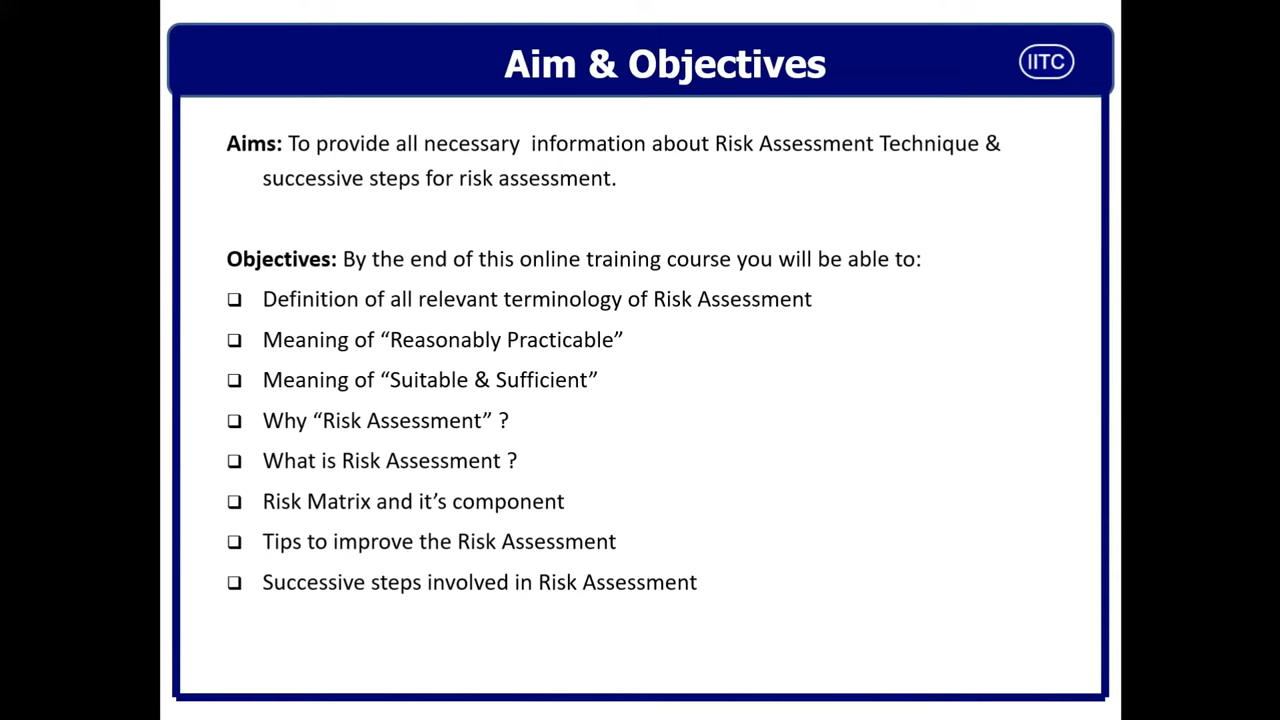 Aim & Objectives
IITC
Aims: To provide all necessary information about Risk Assessment Technique &
successive steps for risk assessment.
Objectives: By the end of this online training course you will be able to:
❑ Definition of all relevant terminology of Risk Assessment
❑ Meaning of “Reasonably Practicable”
❑ Meaning of “Suitable & Sufficient”
❑ Why “Risk Assessment” ?
❑ What is Risk Assessment ?
❑ Risk Matrix and it’s component
❑ Tips to improve the Risk Assessment
❑ Successive steps involved in Risk Assessment